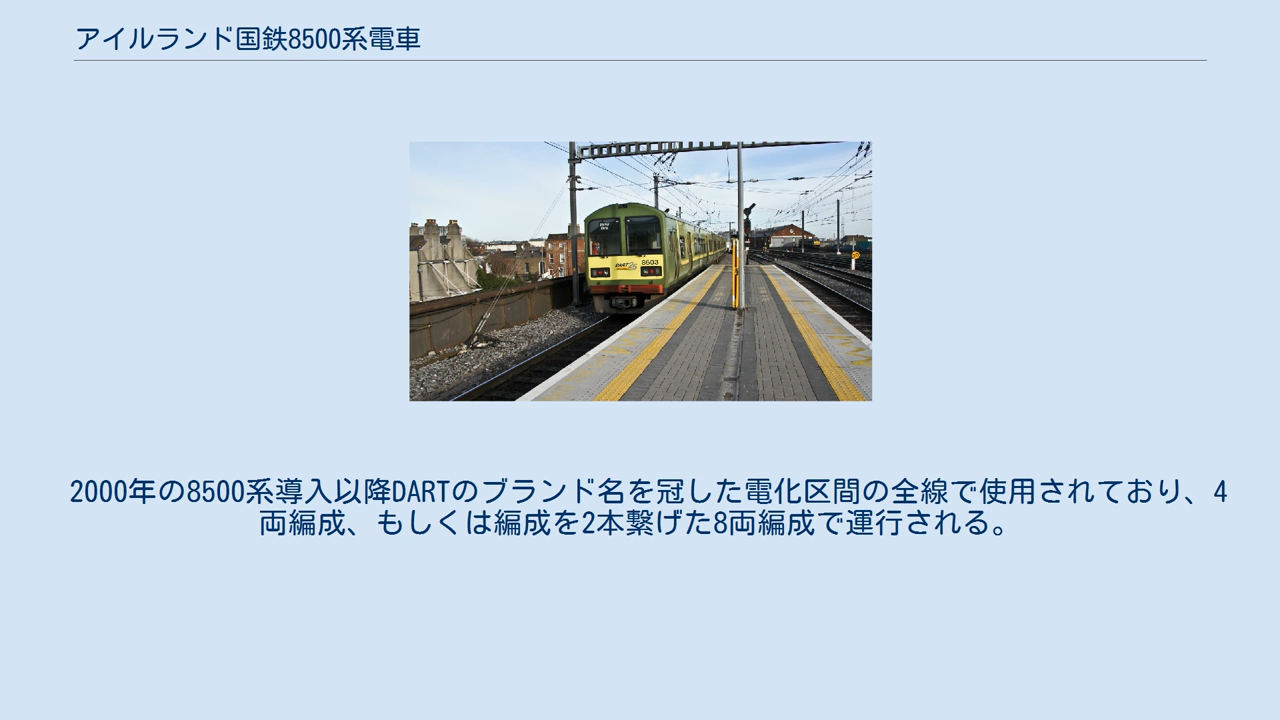 アイルランド国鉄8500系電車
8603
DART
2000年の8500系導入以降DARTのブランド名を冠した電化区間の全線で使用されており、4
両編成、もしくは編成を2本繋げた8両編成で運行される。